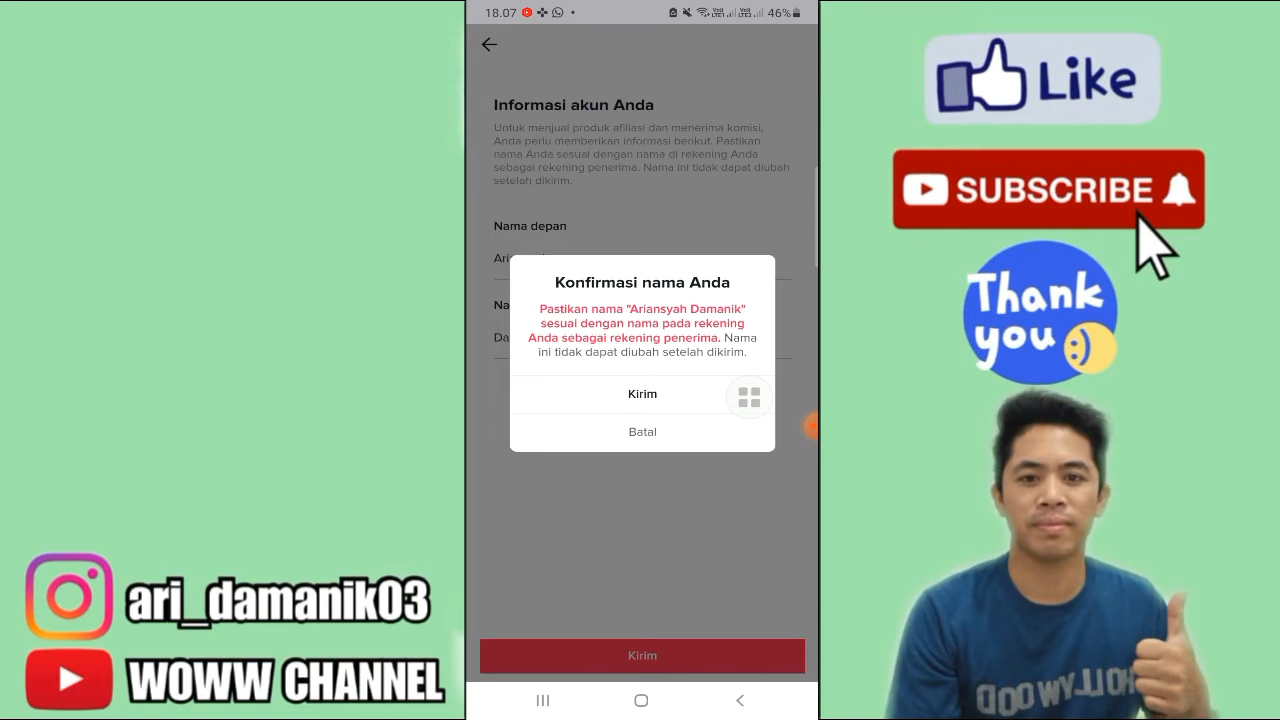 18.07
46%
Informasi akun Anda
Untuk menjual produk afiliasi dan menerima komisi,
Anda perlu memberikan informasi berikut. Pastikan
nama Anda sesuai dengan nama di rekening Anda
sebagai rekening penerima. Nama ini tidak dapat diubah
setelah dikirim.
Nama depan
Konfirmasi nama Anda
Pastikan nama "Ariansyah Damanik"
sesuai dengan nama pada rekening
Anda sebagai rekening penerima. Nama
ini tidak dapat diubah setelah dikirim.
Kirim
Batal
Kirim
Like
SUBSCRIBE
Thank
you
ari_damanik03
WOWW CHANNEL